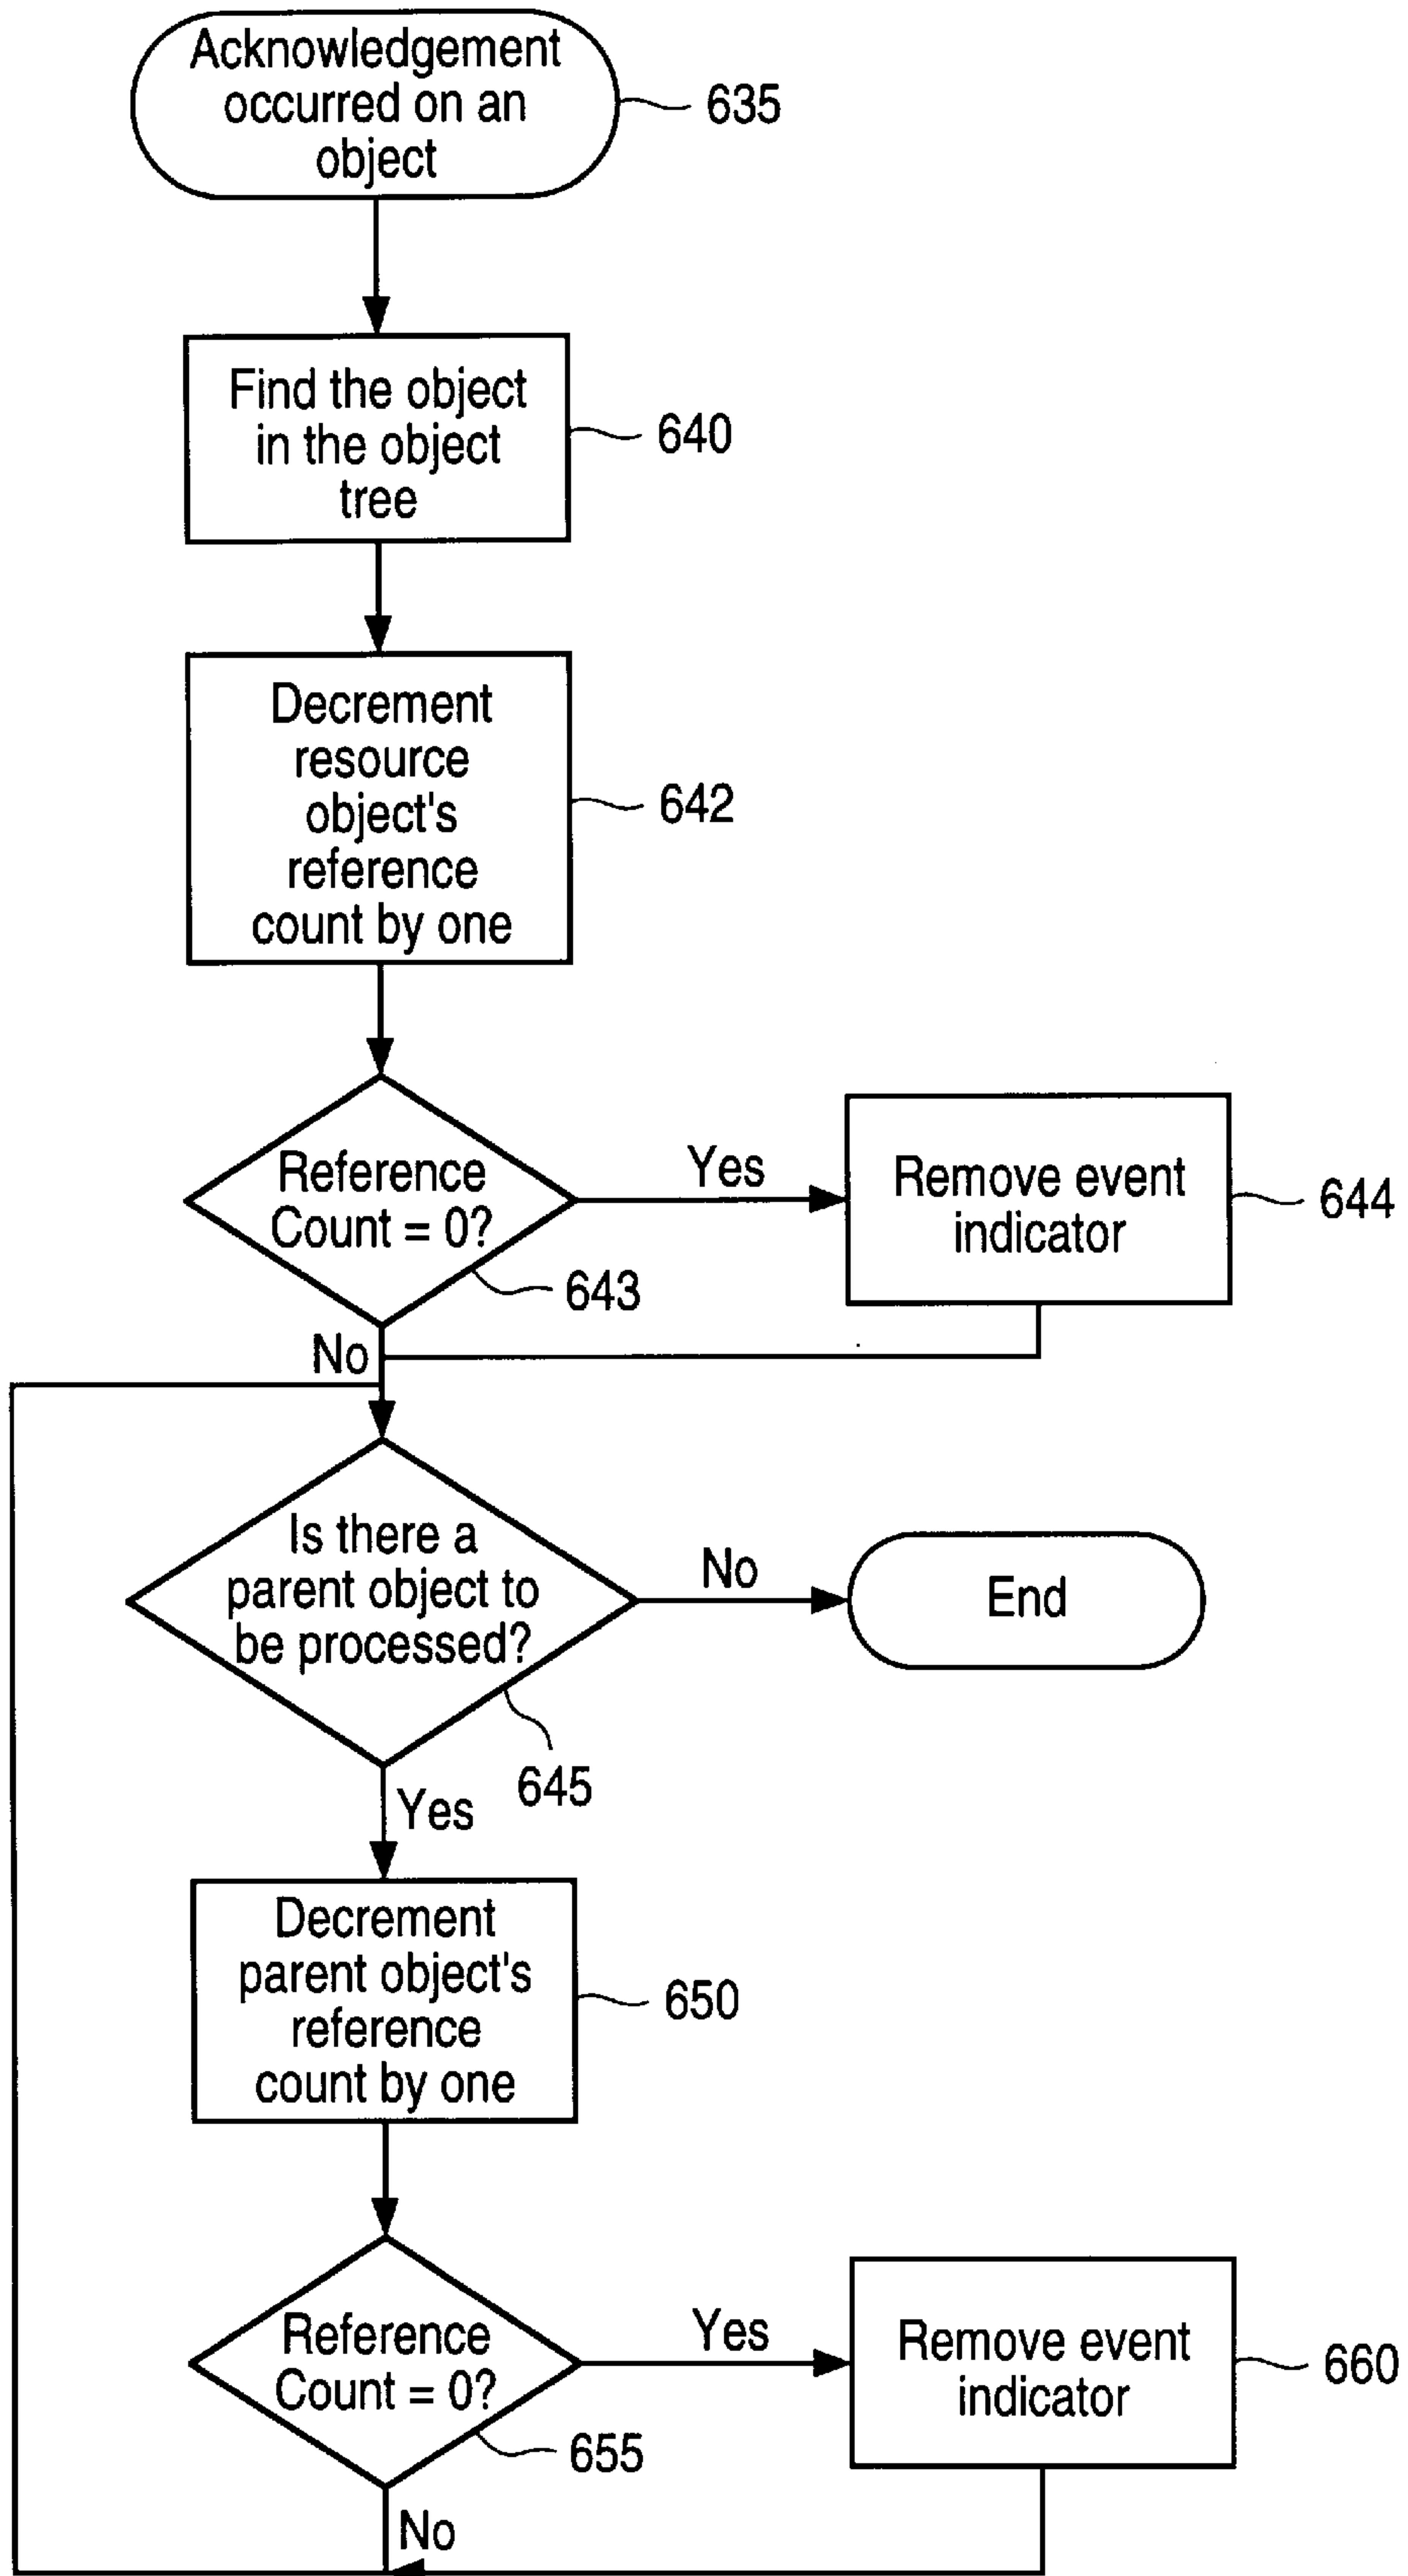 Acknowledgement
occurred on an
object
635
Find the object
in the object
tree
640
Decrement
resource
object's
reference
count by one
642
Reference
Count = 0?
643
Yes
Remove event
indicator
644
No
Is there a
parent object to
be processed?
645
No
End
Yes
Decrement
parent object's
reference
count by one
650
Reference
Count = 0?
655
Yes
Remove event
indicator
660
No